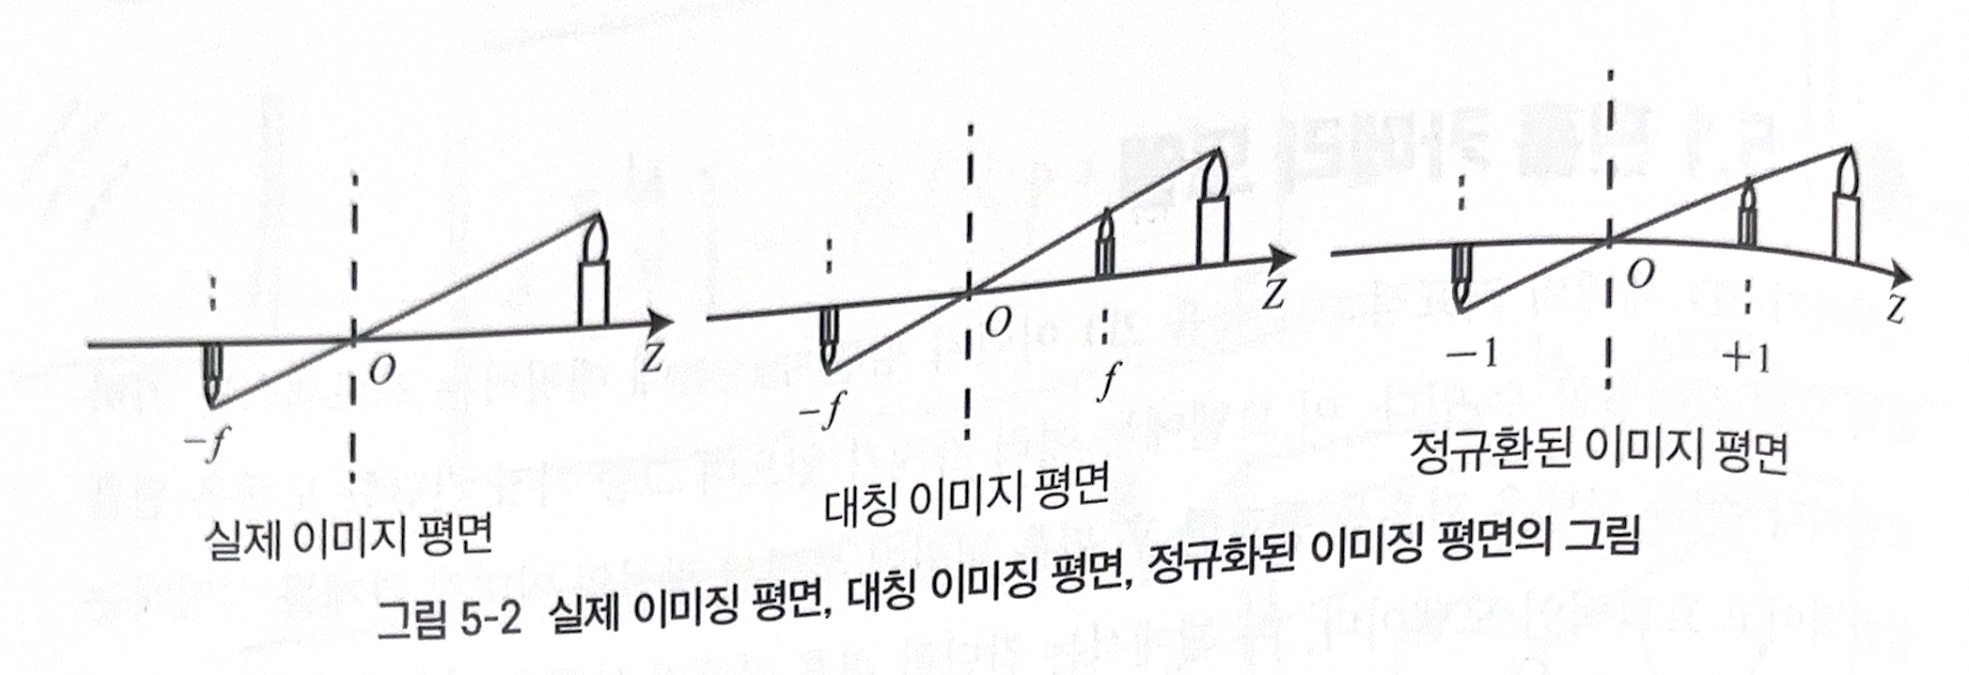 O
Z
-f
실제 이미지 평면
O
Z
-f
f
대칭 이미지 평면
O
Z
-1
+1
정규환된 이미지 평면
그림 5-2 실제 이미징 평면, 대칭 이미징 평면, 정규화된 이미징 평면의 그림